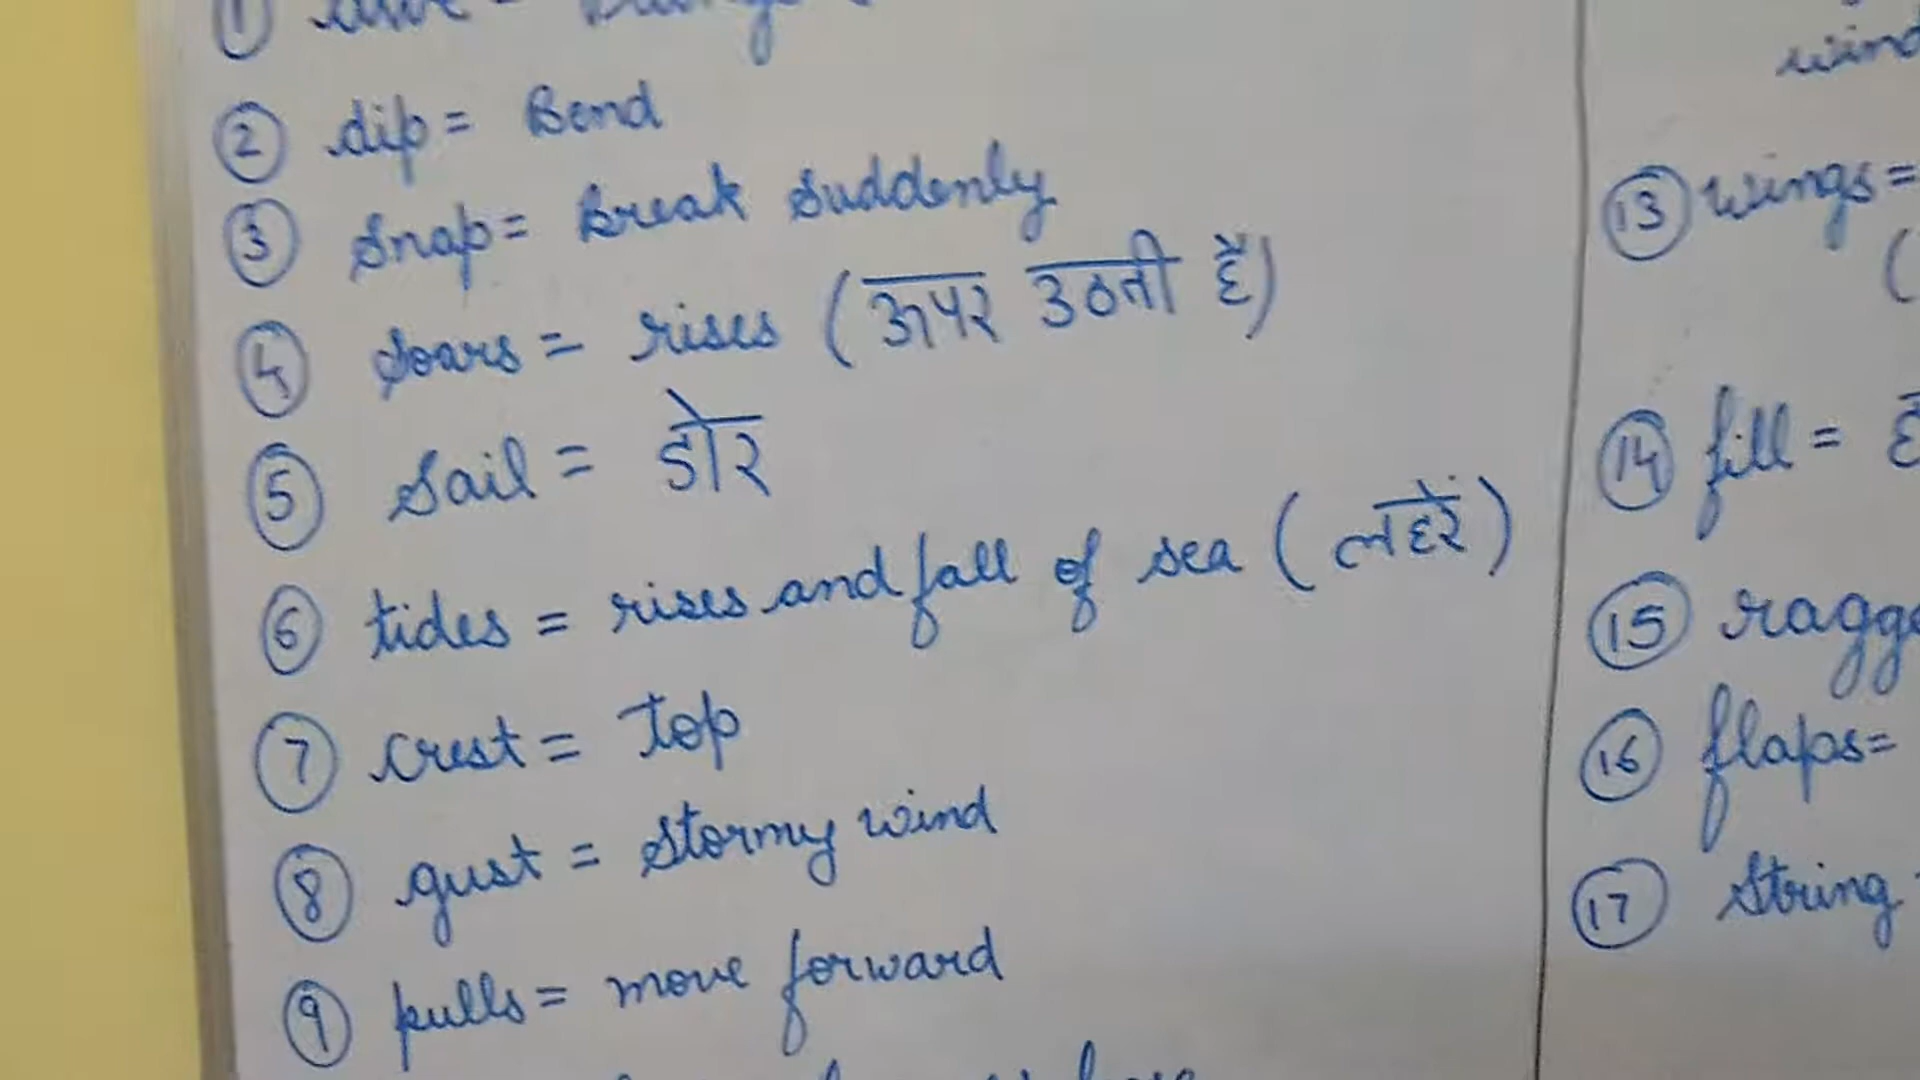 ② dip = Bend
③ Snap = Break Suddenly
④ Soars = rises (ऊपर उठती है)
⑤ Sail = डोर
⑥ tides = rises and fall of sea (लहरें)
⑦ crest = Top
⑧ gust = Stormy wind
⑨ pulls = move forward
wind
⑬ wings =
(
⑭ fill =
⑮ ragg
⑯ flaps =
⑰ String